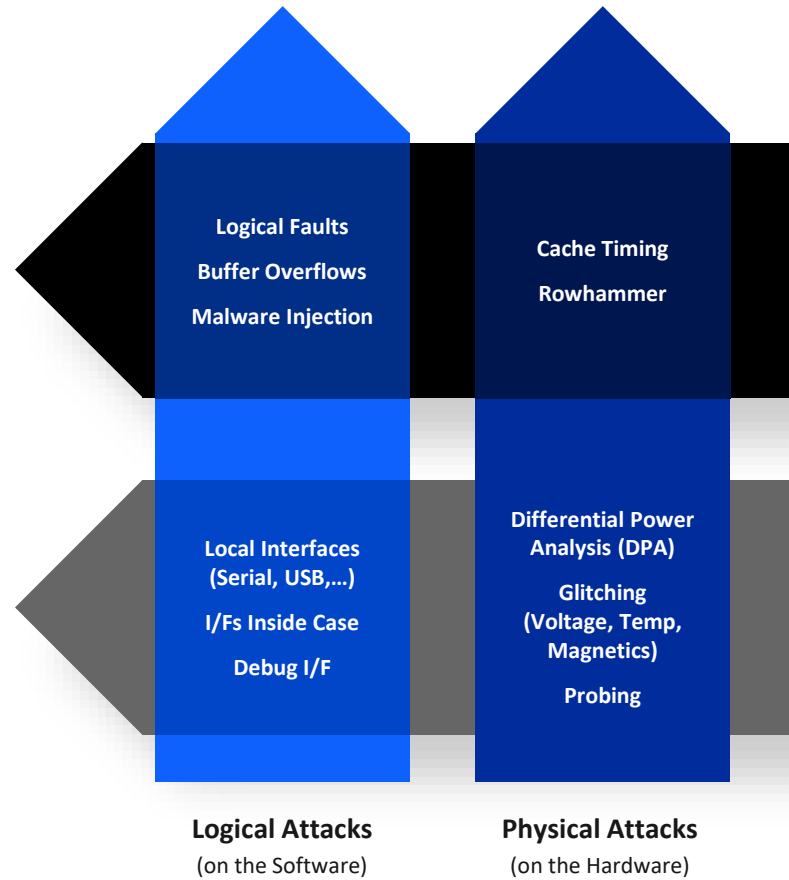 Logical Faults
Buffer Overflows
Malware Injection
Cache Timing
Rowhammer
Local Interfaces
(Serial, USB,...)
I/Fs Inside Case
Debug I/F
Differential Power
Analysis (DPA)
Glitching
(Voltage, Temp,
Magnetics)
Probing
Logical Attacks
(on the Software)
Physical Attacks
(on the Hardware)